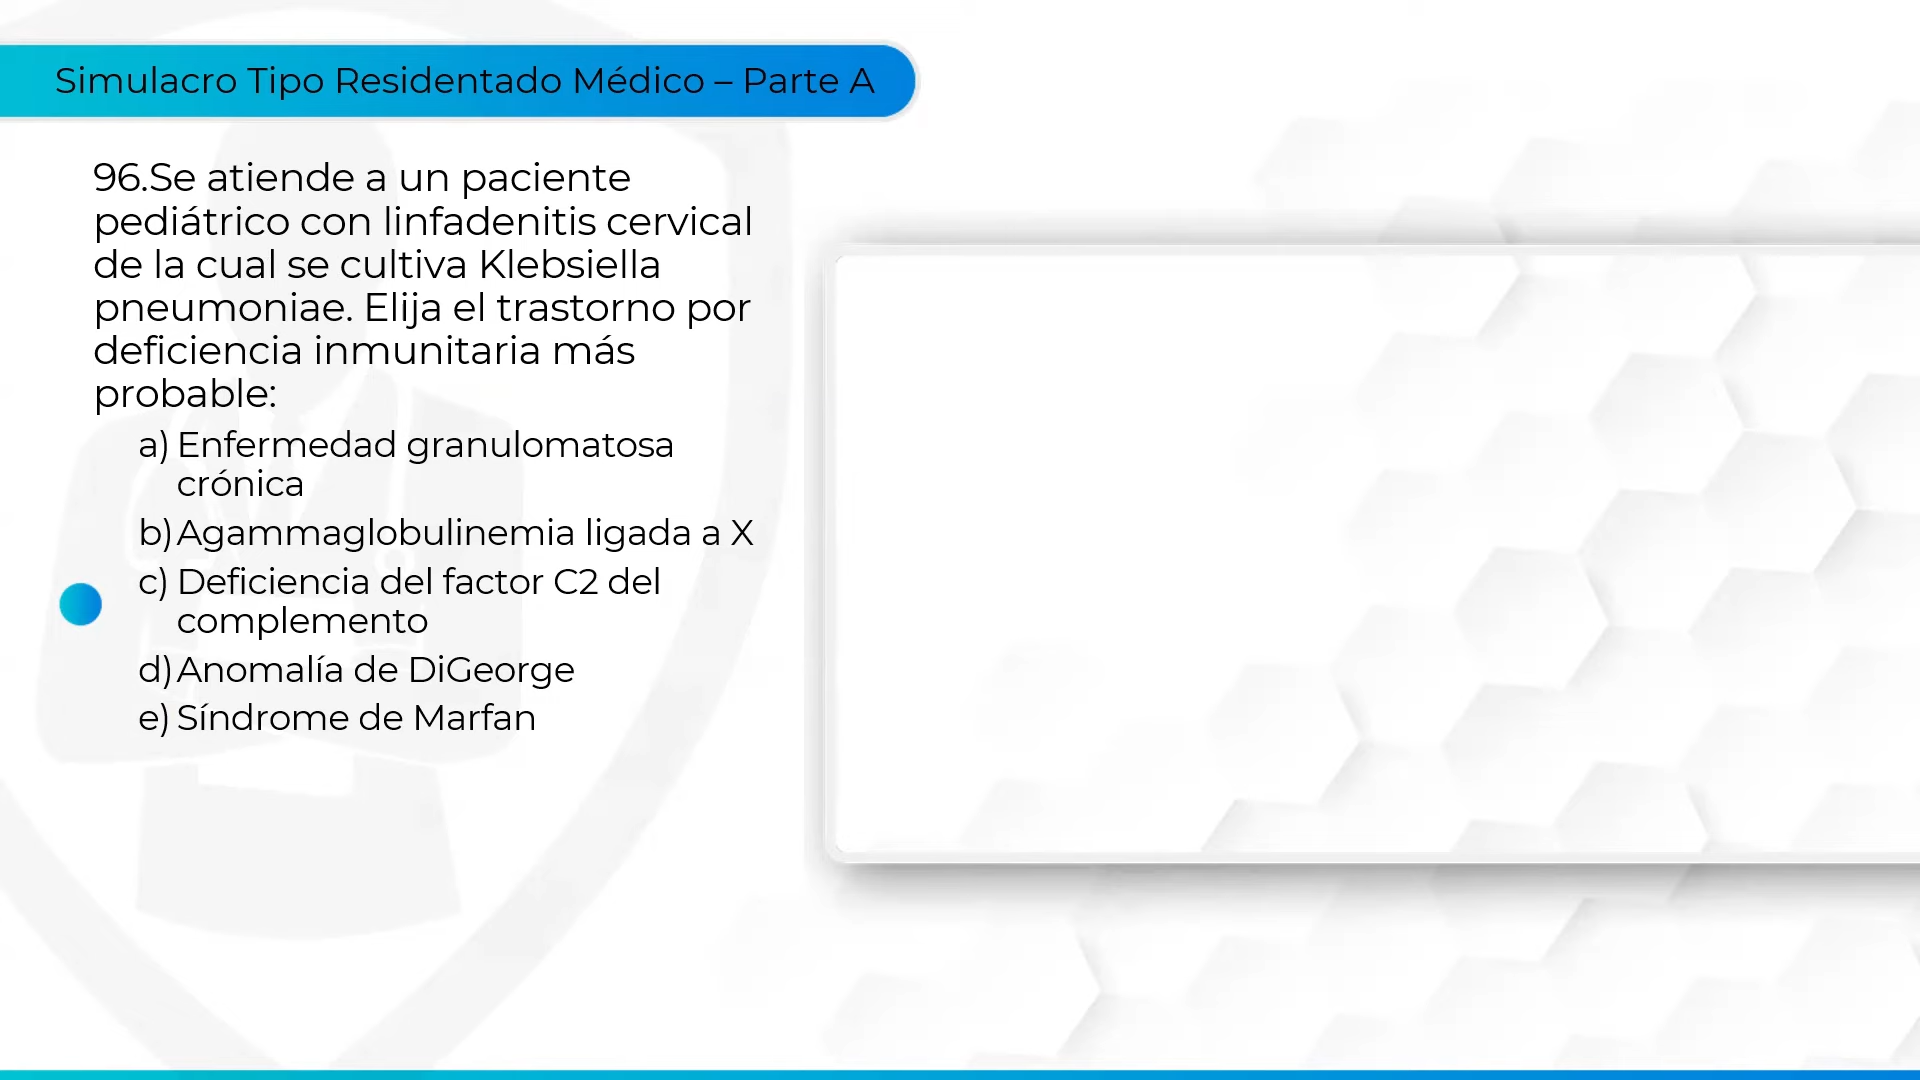 Simulacro Tipo Residentado Médico – Parte A
96.Se atiende a un paciente
pediátrico con linfadenitis cervical
de la cual se cultiva Klebsiella
pneumoniae. Elija el trastorno por
deficiencia inmunitaria más
probable:
a) Enfermedad granulomatosa
crónica
b) Agammaglobulinemia ligada a X
c) Deficiencia del factor C2 del
complemento
d) Anomalía de DiGeorge
e) Síndrome de Marfan